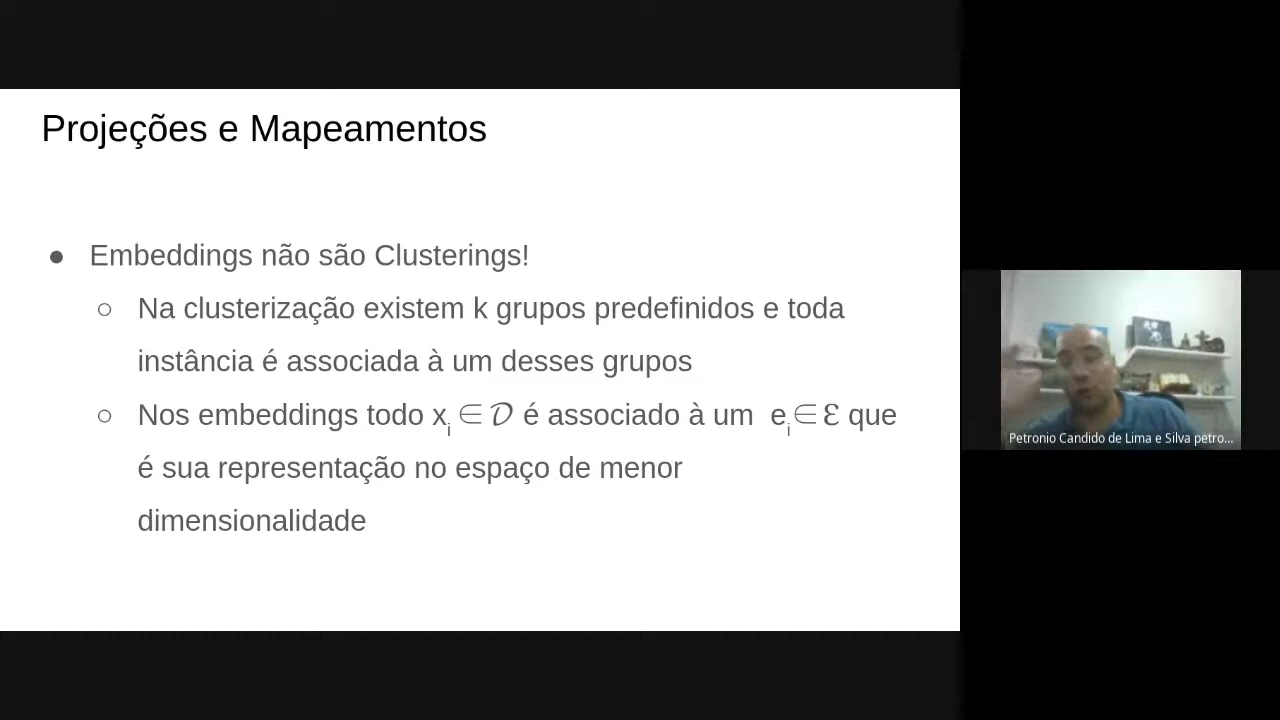 Projeções e Mapeamentos
● Embeddings não são Clusterings!
○ Na clusterização existem k grupos predefinidos e toda
instância é associada à um desses grupos
○ Nos embeddings todo xᵢ ∈ 𝒟 é associado à um eᵢ ∈ ℇ que
é sua representação no espaço de menor
dimensionalidade
Petronio Candido de Lima e Silva petro...